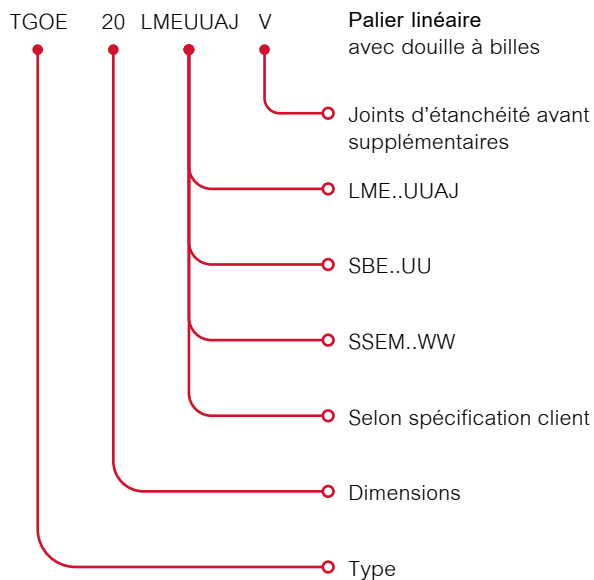 TGOE 20 LMEUUAJ V
Palier linéaire
avec douille à billes
Joints d’étanchéité avant
supplémentaires
LME..UUAJ
SBE..UU
SSEM..WW
Selon spécification client
Dimensions
Type